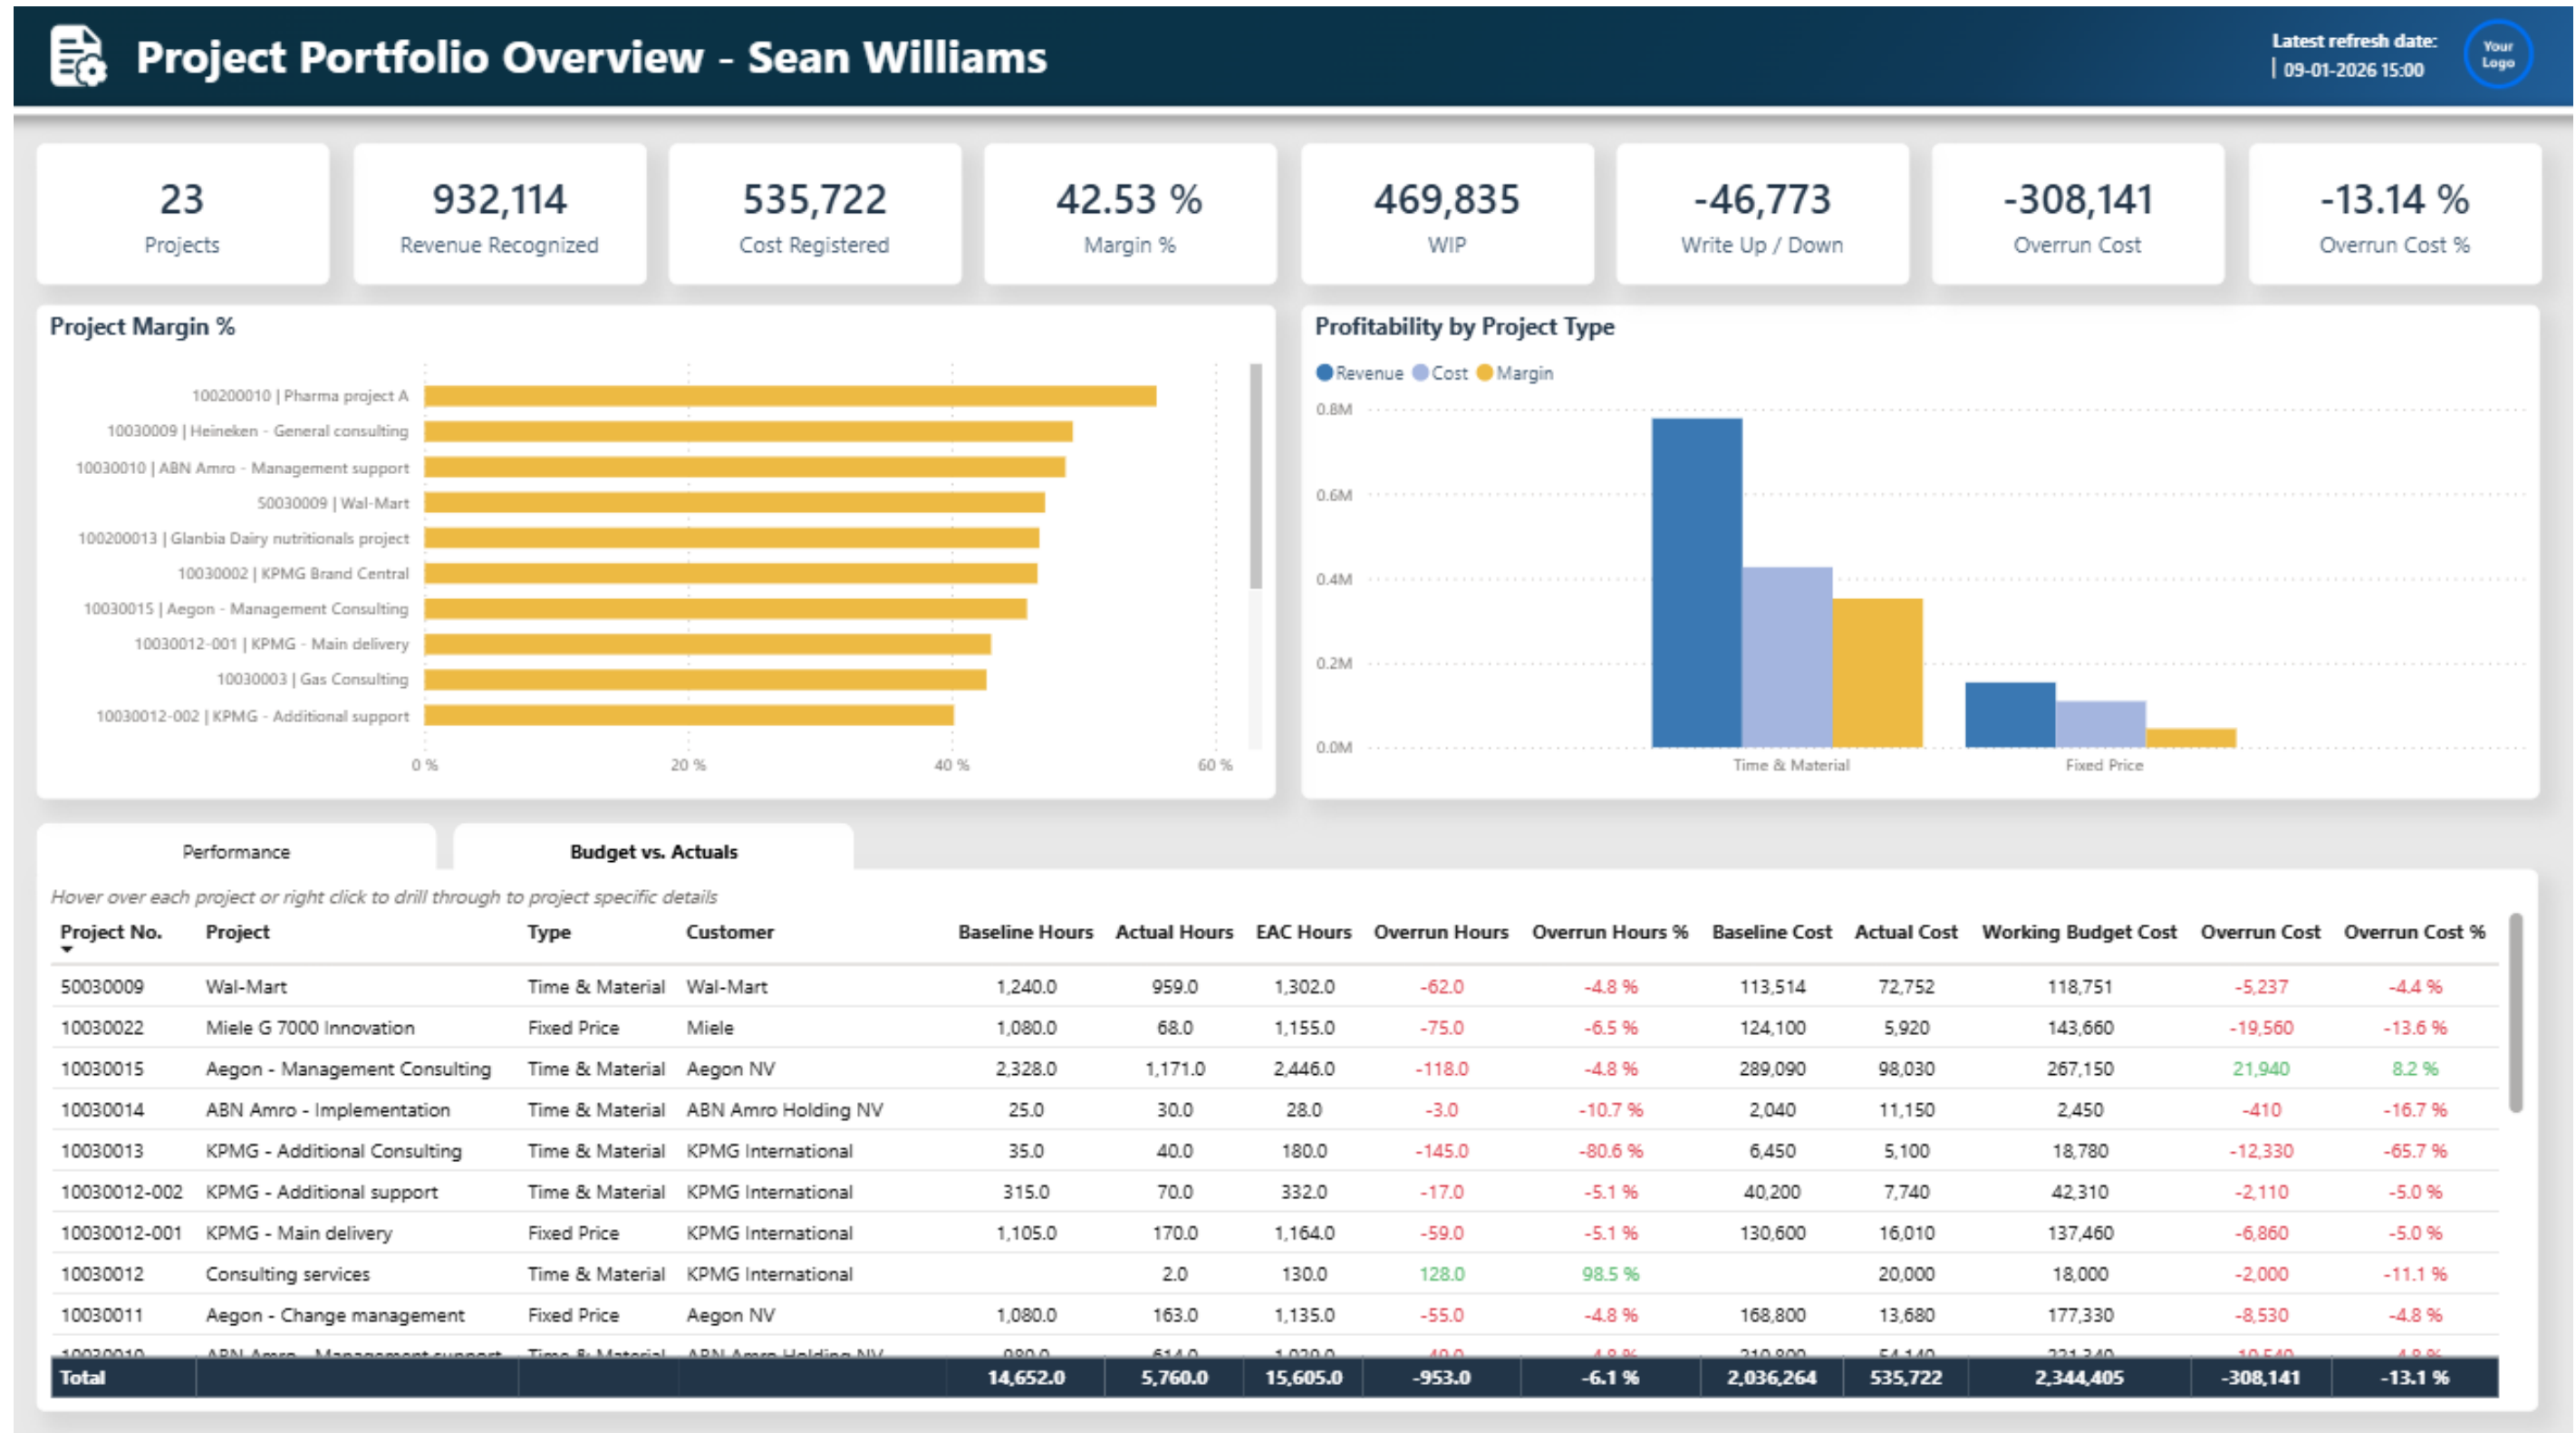 Project Portfolio Overview - Sean Williams
Latest refresh date:
09-01-2026 15:00
Your
Logo
23
Projects
932,114
Revenue Recognized
535,722
Cost Registered
42.53 %
Margin %
469,835
WIP
-46,773
Write Up / Down
-308,141
Overrun Cost
-13.14 %
Overrun Cost %
Project Margin %
100200010 | Pharma project A
10030009 | Heineken - General consulting
10030010 | ABN Amro - Management support
50030009 | Wal-Mart
100200013 | Glanbia Dairy nutritionals project
10030002 | KPMG Brand Central
10030015 | Aegon - Management Consulting
10030012-001 | KPMG - Main delivery
10030003 | Gas Consulting
10030012-002 | KPMG - Additional support
0 % 20 % 40 % 60 %
Profitability by Project Type
Revenue Cost Margin
0.8M
0.6M
0.4M
0.2M
0.0M
Time & Material Fixed Price
Performance Budget vs. Actuals
Hover over each project or right click to drill through to project specific details
Project No. Project Type Customer Baseline Hours Actual Hours EAC Hours Overrun Hours Overrun Hours % Baseline Cost Actual Cost Working Budget Cost Overrun Cost Overrun Cost %
50030009 Wal-Mart Time & Material Wal-Mart 1,240.0 959.0 1,302.0 -62.0 -4.8 % 113,514 72,752 118,751 -5,237 -4.4 %
10030022 Miele G 7000 Innovation Fixed Price Miele 1,080.0 68.0 1,155.0 -75.0 -6.5 % 124,100 5,920 143,660 -19,560 -13.6 %
10030015 Aegon - Management Consulting Time & Material Aegon NV 2,328.0 1,171.0 2,446.0 -118.0 -4.8 % 289,090 98,030 267,150 21,940 8.2 %
10030014 ABN Amro - Implementation Time & Material ABN Amro Holding NV 25.0 30.0 28.0 -3.0 -10.7 % 2,040 11,150 2,450 -410 -16.7 %
10030013 KPMG - Additional Consulting Time & Material KPMG International 35.0 40.0 180.0 -145.0 -80.6 % 6,450 5,100 18,780 -12,330 -65.7 %
10030012-002 KPMG - Additional support Time & Material KPMG International 315.0 70.0 332.0 -17.0 -5.1 % 40,200 7,740 42,310 -2,110 -5.0 %
10030012-001 KPMG - Main delivery Fixed Price KPMG International 1,105.0 170.0 1,164.0 -59.0 -5.1 % 130,600 16,010 137,460 -6,860 -5.0 %
10030012 Consulting services Time & Material KPMG International 2.0 130.0 128.0 98.5 % 20,000 18,000 -2,000 -11.1 %
10030011 Aegon - Change management Fixed Price Aegon NV 1,080.0 163.0 1,135.0 -55.0 -4.8 % 168,800 13,680 177,330 -8,530 -4.8 %
10030010 ABN Amro - Management support Time & Material ABN Amro Holding NV
Total 14,652.0 5,760.0 15,605.0 -953.0 -6.1 % 2,036,264 535,722 2,344,405 -308,141 -13.1 %